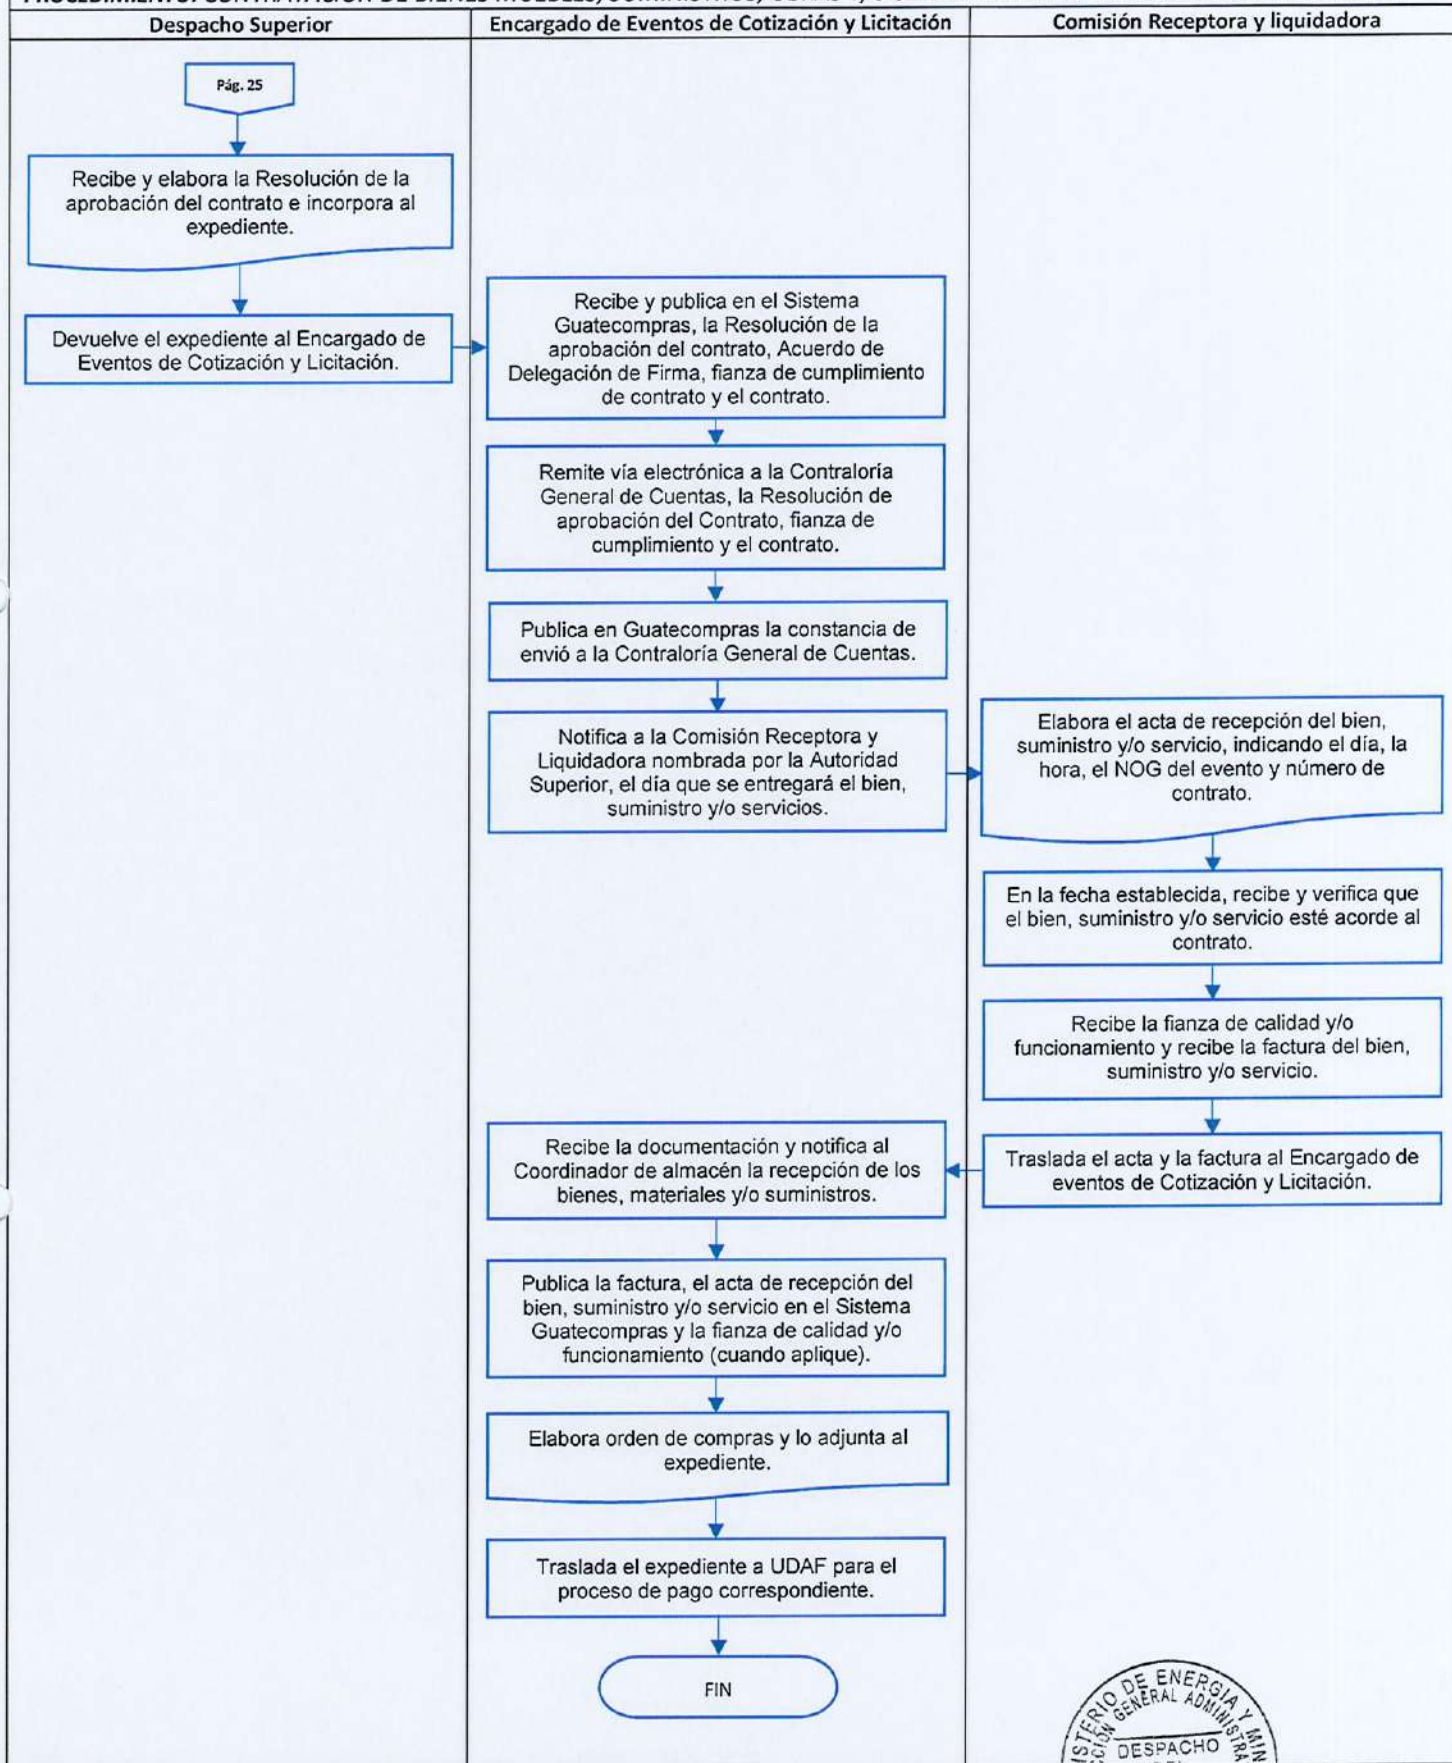 Despacho Superior
Encargado de Eventos de Cotización y Licitación
Comisión Receptora y liquidadora
Pág. 25
Recibe y elabora la Resolución de la
aprobación del contrato e incorpora al
expediente.
Devuelve el expediente al Encargado de
Eventos de Cotización y Licitación.
Recibe y publica en el Sistema
Guatecompras, la Resolución de la
aprobación del contrato, Acuerdo de
Delegación de Firma, fianza de cumplimiento
de contrato y el contrato.
Remite vía electrónica a la Contraloría
General de Cuentas, la Resolución de
aprobación del Contrato, fianza de
cumplimiento y el contrato.
Publica en Guatecompras la constancia de
envió a la Contraloría General de Cuentas.
Notifica a la Comisión Receptora y
Liquidadora nombrada por la Autoridad
Superior, el día que se entregará el bien,
suministro y/o servicios.
Elabora el acta de recepción del bien,
suministro y/o servicio, indicando el día, la
hora, el NOG del evento y número de
contrato.
En la fecha establecida, recibe y verifica que
el bien, suministro y/o servicio esté acorde al
contrato.
Recibe la fianza de calidad y/o
funcionamiento y recibe la factura del bien,
suministro y/o servicio.
Traslada el acta y la factura al Encargado de
eventos de Cotización y Licitación.
Recibe la documentación y notifica al
Coordinador de almacén la recepción de los
bienes, materiales y/o suministros.
Publica la factura, el acta de recepción del
bien, suministro y/o servicio en el Sistema
Guatecompras y la fianza de calidad y/o
funcionamiento (cuando aplique).
Elabora orden de compras y lo adjunta al
expediente.
Traslada el expediente a UDAF para el
proceso de pago correspondiente.
FIN
DE ENERGIA Y
GENERAL
DESPACHO